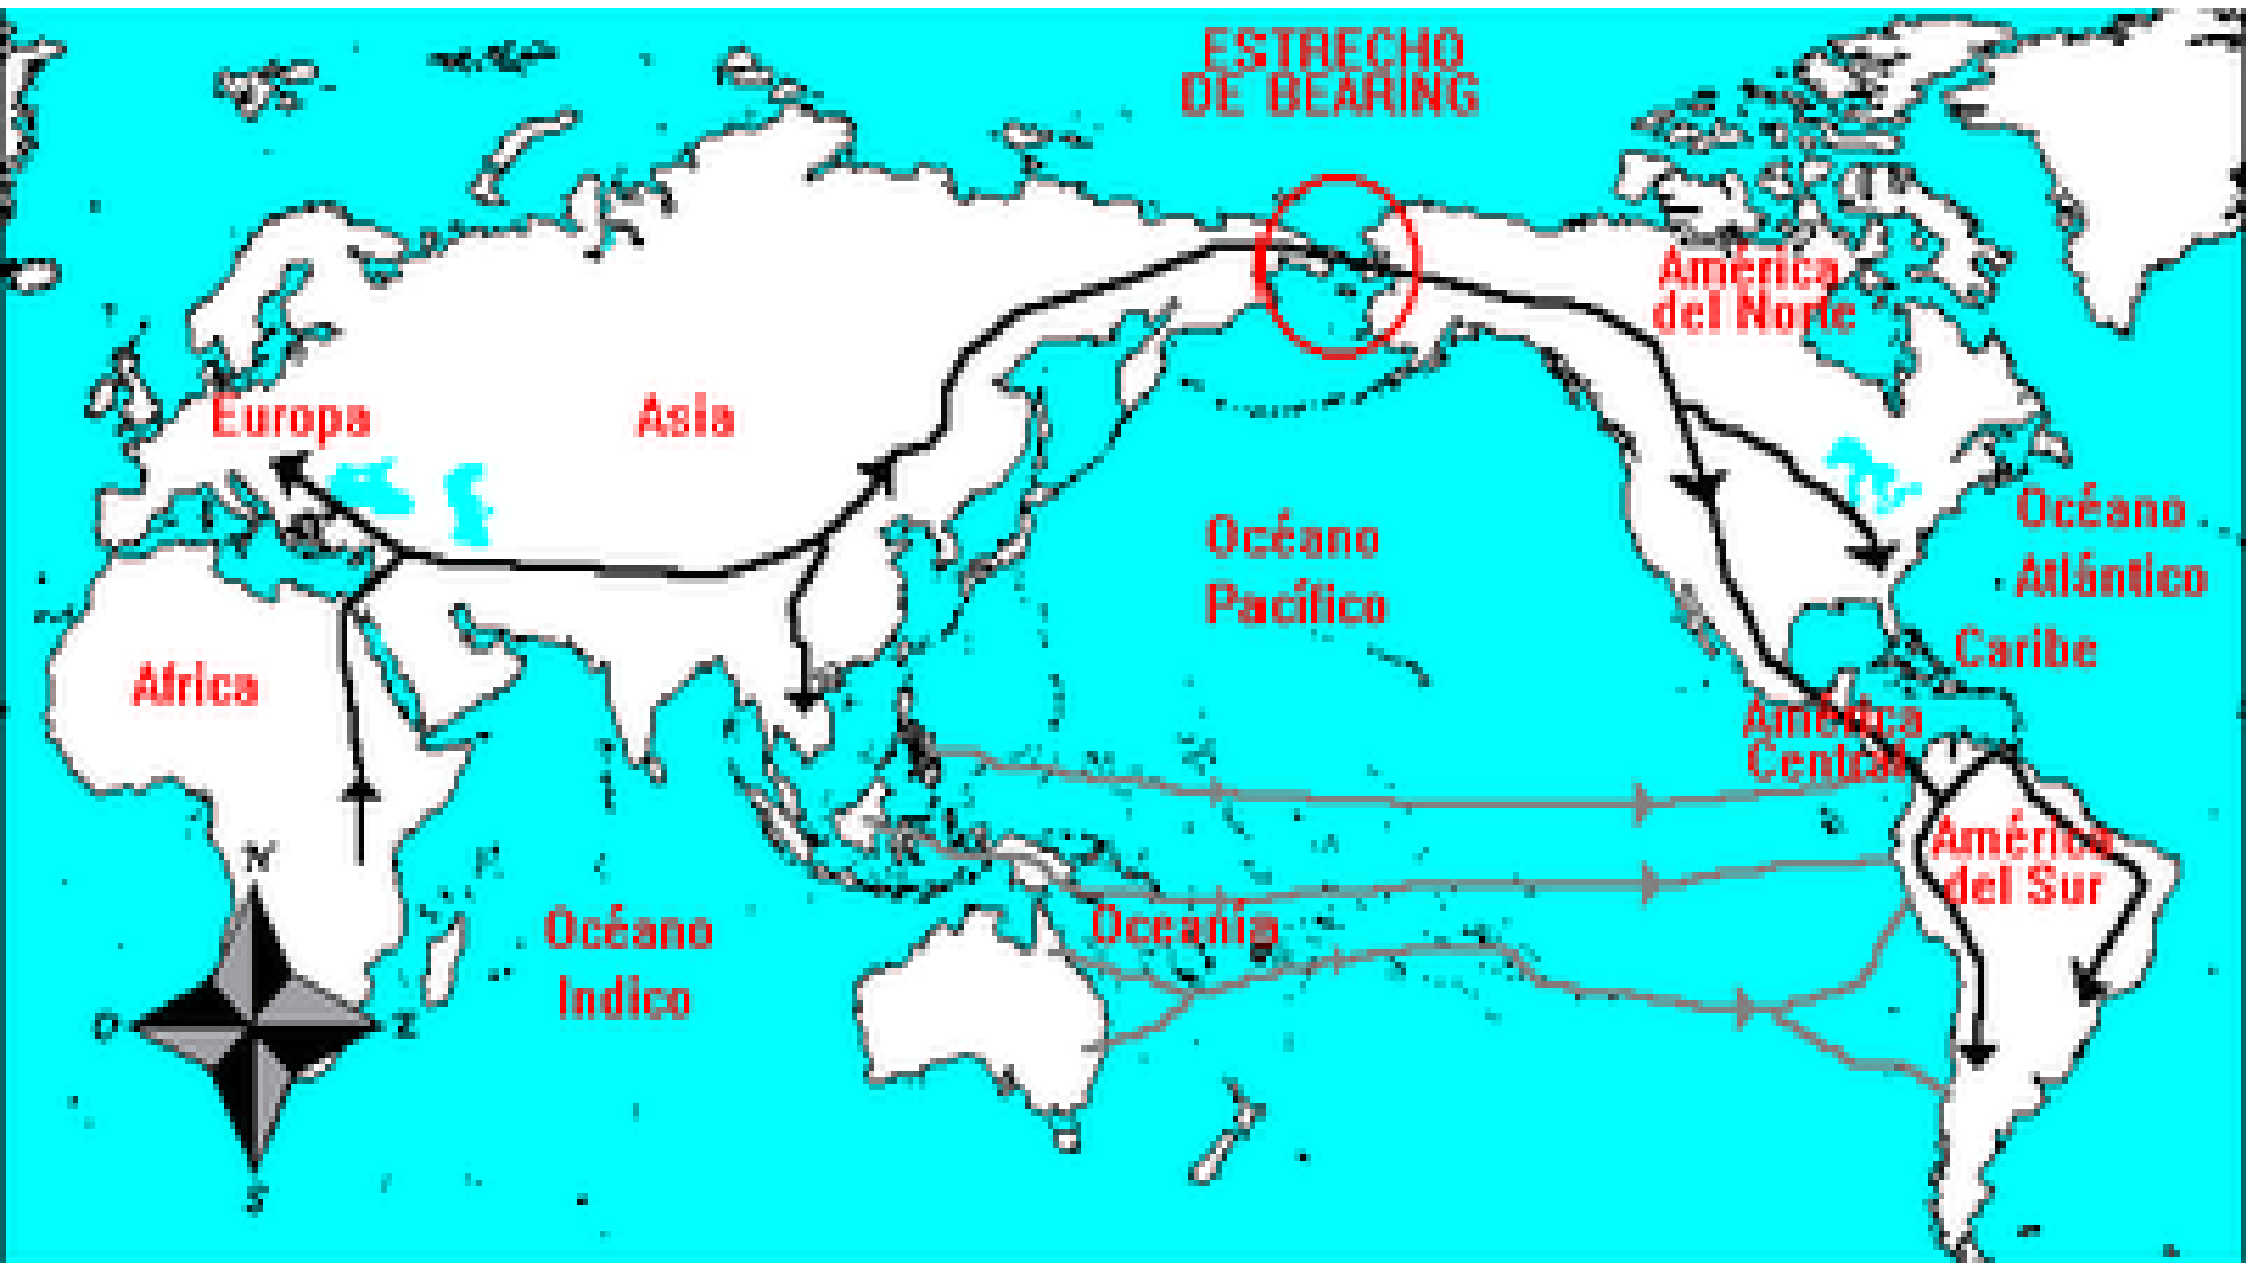 ESTRECHO
DE BEARING
América
del Norte
Europa
Asia
Océano
Pacífico
Océano
Atlántico
Caribe
Africa
América
Central
América
del Sur
Oceanía
Océano
Indico
N
O
E
S